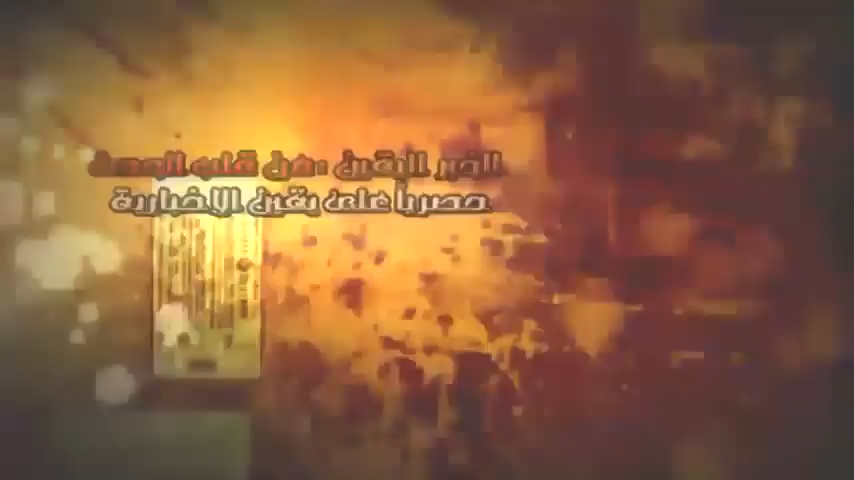 الخبر اليقين : من قلب الحدث
حصرياً على يقين الإخبارية